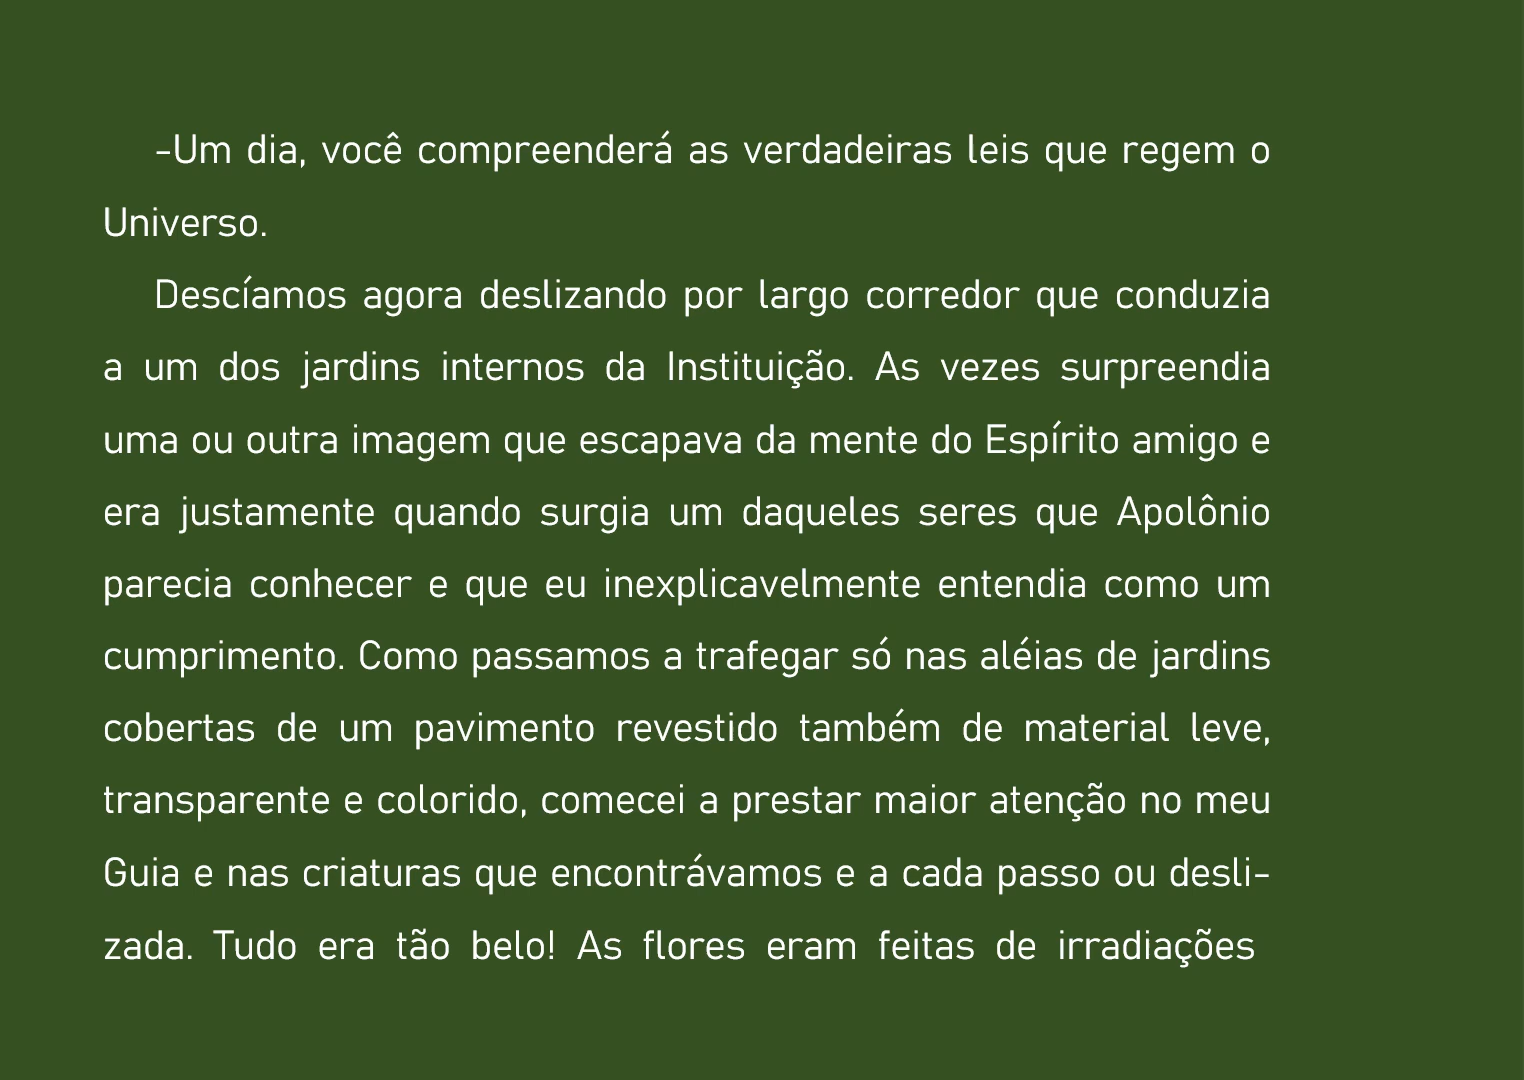 -Um dia, você compreenderá as verdadeiras leis que regem o
Universo.
Descíamos agora deslizando por largo corredor que conduzia
a um dos jardins internos da Instituição. As vezes surpreendia
uma ou outra imagem que escapava da mente do Espírito amigo e
era justamente quando surgia um daqueles seres que Apolônio
parecia conhecer e que eu inexplicavelmente entendia como um
cumprimento. Como passamos a trafegar só nas aléias de jardins
cobertas de um pavimento revestido também de material leve,
transparente e colorido, comecei a prestar maior atenção no meu
Guia e nas criaturas que encontrávamos e a cada passo ou desli-
zada. Tudo era tão belo! As flores eram feitas de irradiações